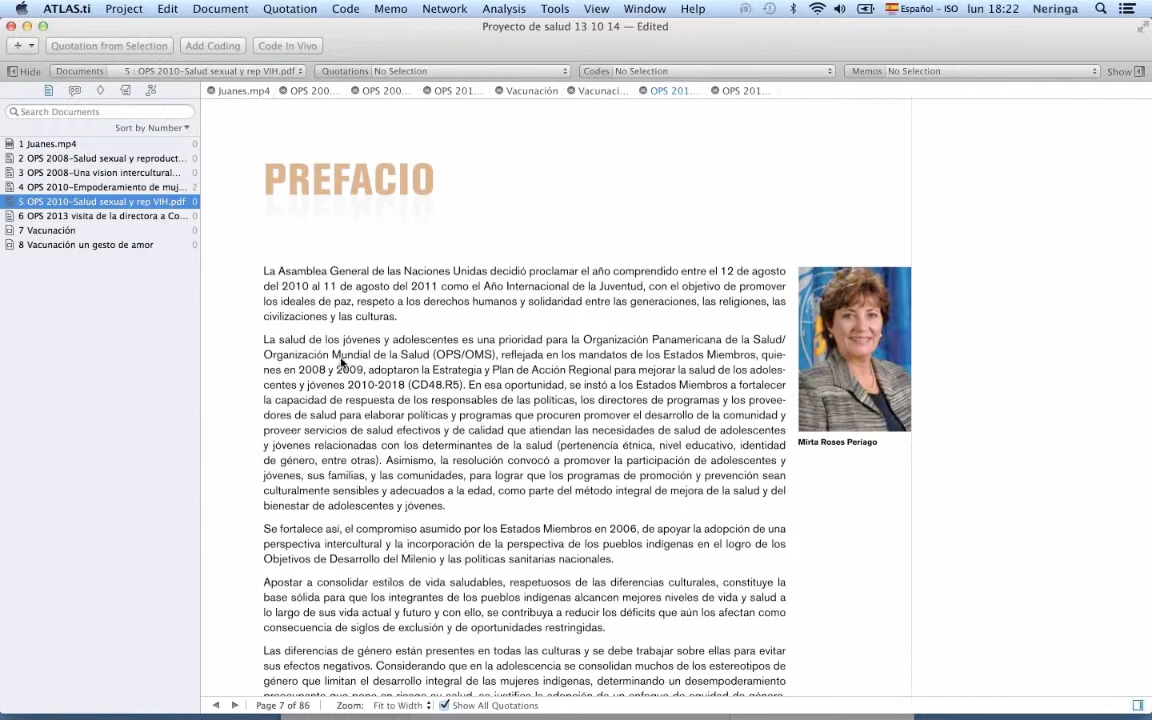 ATLAS.ti Project Edit Document Quotation Code Memo Network Analysis Tools View Window Help Español – ISO lun 18:22 Neringa
Proyecto de salud 13 10 14 — Edited
+ Quotation from Selection Add Coding Code In Vivo
Hide Documents 5 : OPS 2010–Salud sexual y rep VIH.pdf Quotations No Selection Codes No Selection Memos No Selection Show
Juanes.mp4 OPS 200... OPS 200... OPS 201... Vacunación Vacunaci... OPS 201... OPS 201...
Search Documents
Sort by Number
1 Juanes.mp4 0
2 OPS 2008–Salud sexual y reproduct... 0
3 OPS 2008–Una vision intercultural... 0
4 OPS 2010–Empoderamiento de muj... 2
5 OPS 2010–Salud sexual y rep VIH.pdf 0
6 OPS 2013 visita de la directora a Co... 0
7 Vacunación 0
8 Vacunación un gesto de amor 0
PREFACIO
La Asamblea General de las Naciones Unidas decidió proclamar el año comprendido entre el 12 de agosto
del 2010 al 11 de agosto del 2011 como el Año Internacional de la Juventud, con el objetivo de promover
los ideales de paz, respeto a los derechos humanos y solidaridad entre las generaciones, las religiones, las
civilizaciones y las culturas.
La salud de los jóvenes y adolescentes es una prioridad para la Organización Panamericana de la Salud/
Organización Mundial de la Salud (OPS/OMS), reflejada en los mandatos de los Estados Miembros, quie-
nes en 2008 y 2009, adoptaron la Estrategia y Plan de Acción Regional para mejorar la salud de los adoles-
centes y jóvenes 2010-2018 (CD48.R5). En esa oportunidad, se instó a los Estados Miembros a fortalecer
la capacidad de respuesta de los responsables de las políticas, los directores de programas y los provee-
dores de salud para elaborar políticas y programas que procuren promover el desarrollo de la comunidad y
proveer servicios de salud efectivos y de calidad que atiendan las necesidades de salud de adolescentes
y jóvenes relacionadas con los determinantes de la salud (pertenencia étnica, nivel educativo, identidad
de género, entre otras). Asimismo, la resolución convocó a promover la participación de adolescentes y
jóvenes, sus familias, y las comunidades, para lograr que los programas de promoción y prevención sean
culturalmente sensibles y adecuados a la edad, como parte del método integral de mejora de la salud y del
bienestar de adolescentes y jóvenes.
Mirta Roses Periago
Se fortalece así, el compromiso asumido por los Estados Miembros en 2006, de apoyar la adopción de una
perspectiva intercultural y la incorporación de la perspectiva de los pueblos indígenas en el logro de los
Objetivos de Desarrollo del Milenio y las políticas sanitarias nacionales.
Apostar a consolidar estilos de vida saludables, respetuosos de las diferencias culturales, constituye la
base sólida para que los integrantes de los pueblos indígenas alcancen mejores niveles de vida y salud a
lo largo de sus vida actual y futuro y con ello, se contribuya a reducir los déficits que aún los afectan como
consecuencia de siglos de exclusión y de oportunidades restringidas.
Las diferencias de género están presentes en todas las culturas y se debe trabajar sobre ellas para evitar
sus efectos negativos. Considerando que en la adolescencia se consolidan muchos de los estereotipos de
género que limitan el desarrollo integral de las mujeres indígenas, determinando un desempoderamiento
preocupante que pone en riesgo su salud, se justifica la adopción de un enfoque de equidad de género
Page 7 of 86 Zoom: Fit to Width Show All Quotations